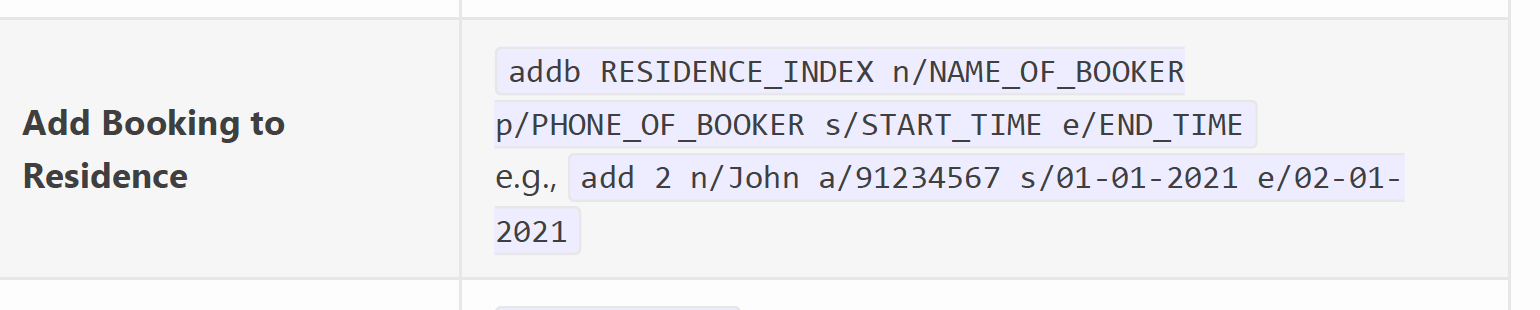 Add Booking to
Residence
addb RESIDENCE_INDEX n/NAME_OF_BOOKER
p/PHONE_OF_BOOKER s/START_TIME e/END_TIME
e.g., add 2 n/John a/91234567 s/01-01-2021 e/02-01-
2021